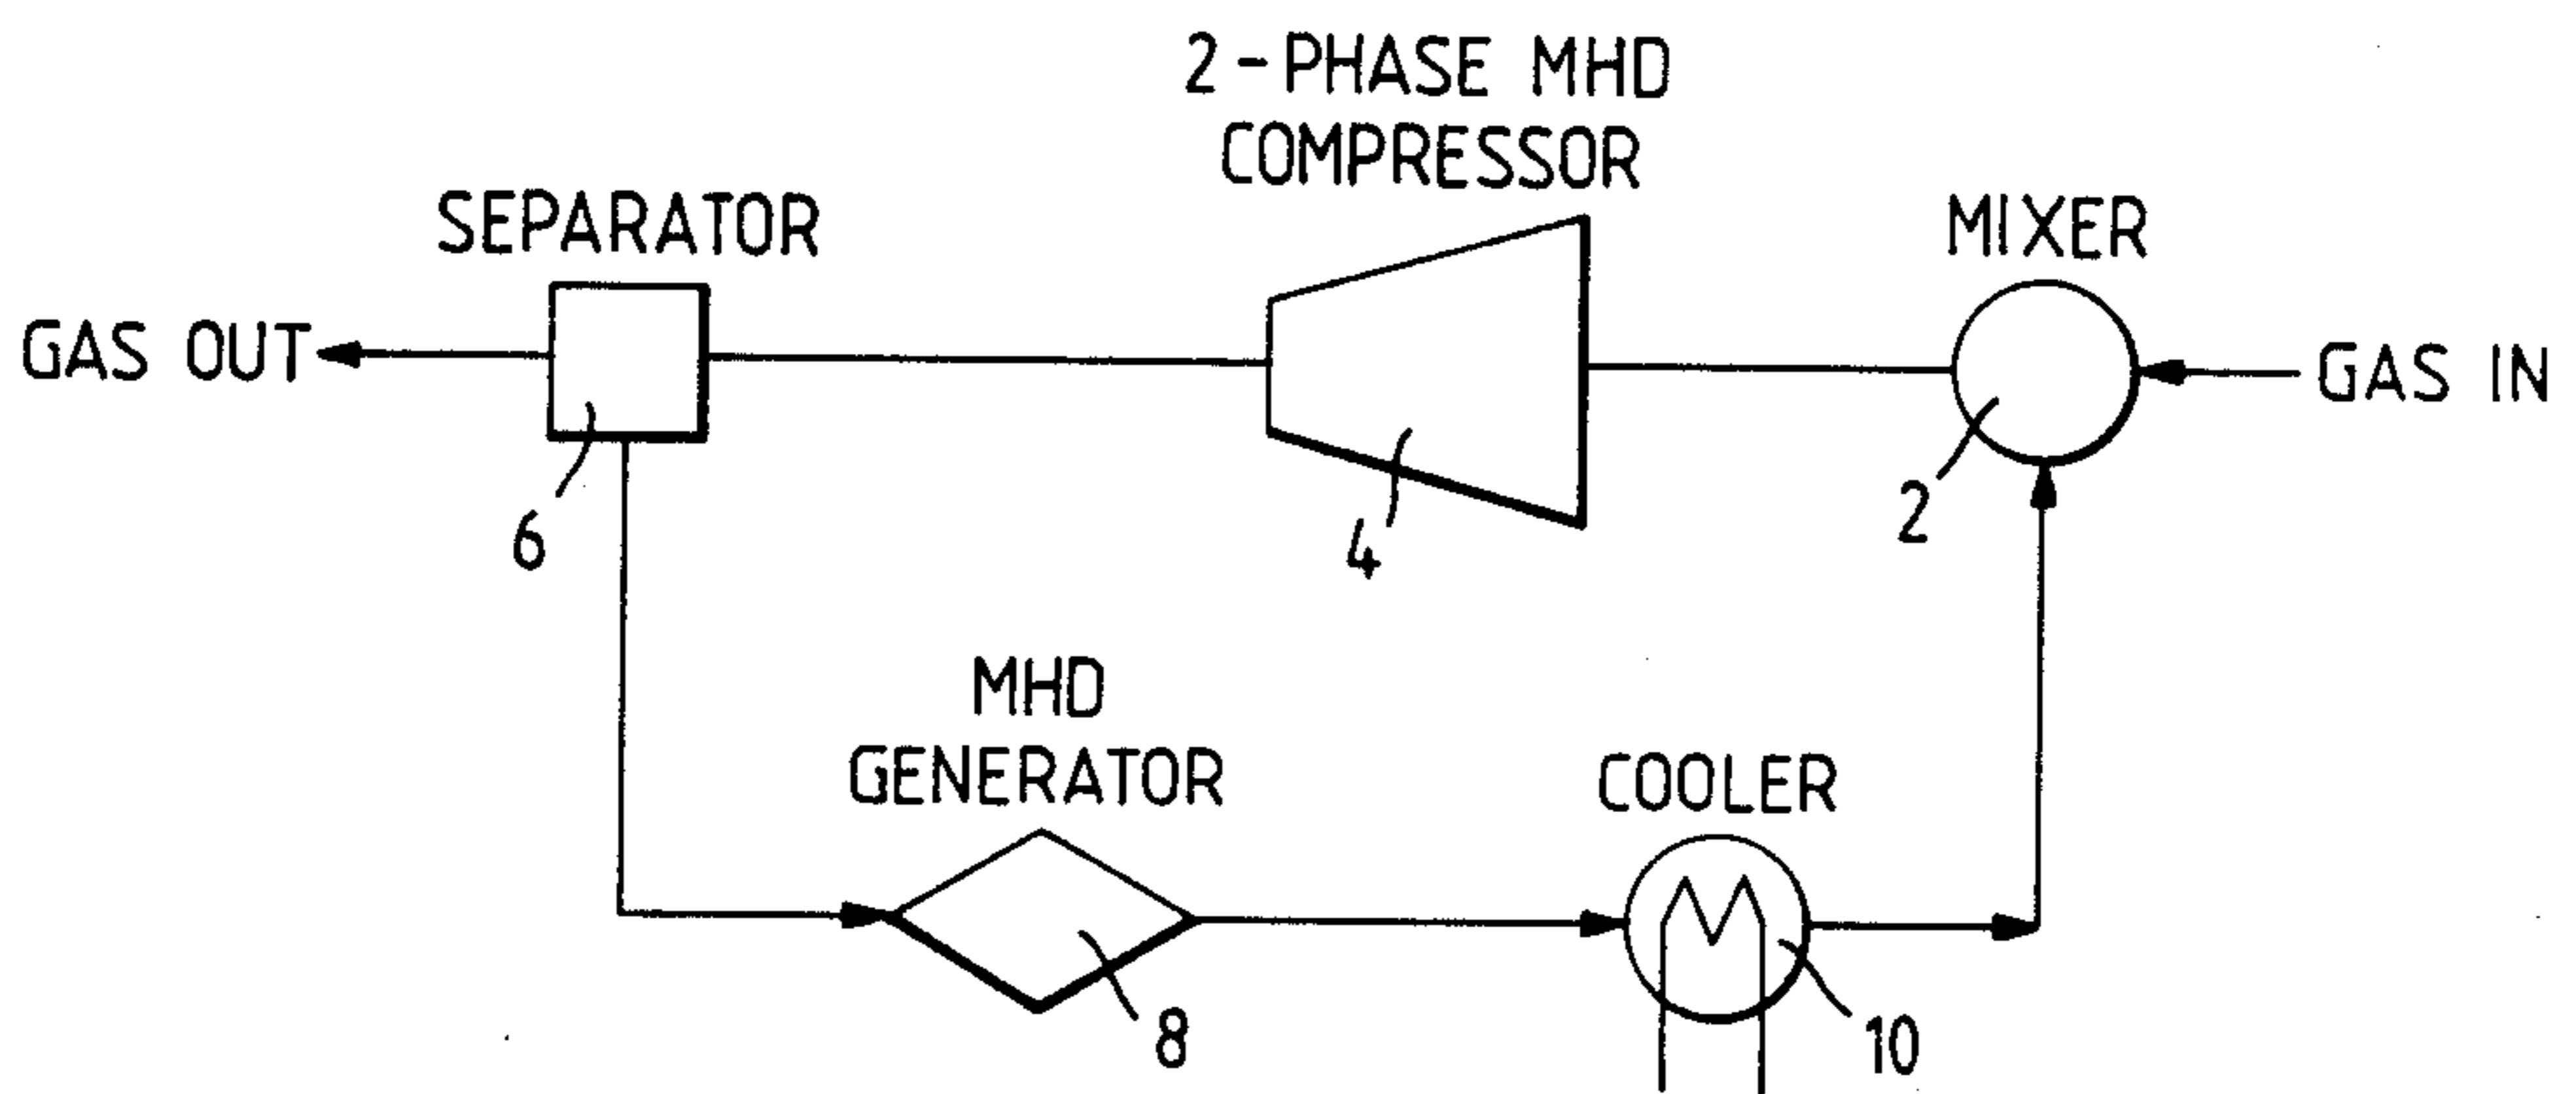 2-PHASE MHD
COMPRESSOR
SEPARATOR
MIXER
GAS OUT
GAS IN
6
4
2
MHD
GENERATOR
COOLER
8
10